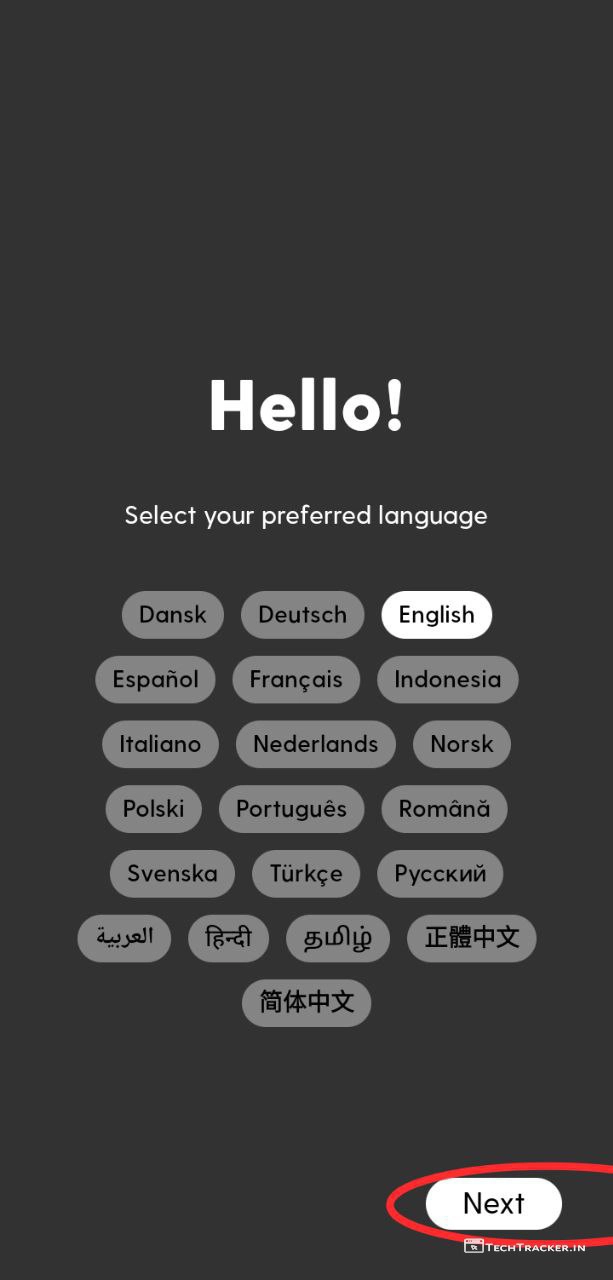 Hello!
Select your preferred language
Dansk Deutsch English
Español Français Indonesia
Italiano Nederlands Norsk
Polski Português Română
Svenska Türkçe Русский
العربية हिन्दी தமிழ் 正體中文
简体中文
Next
TECHTRACKER.IN